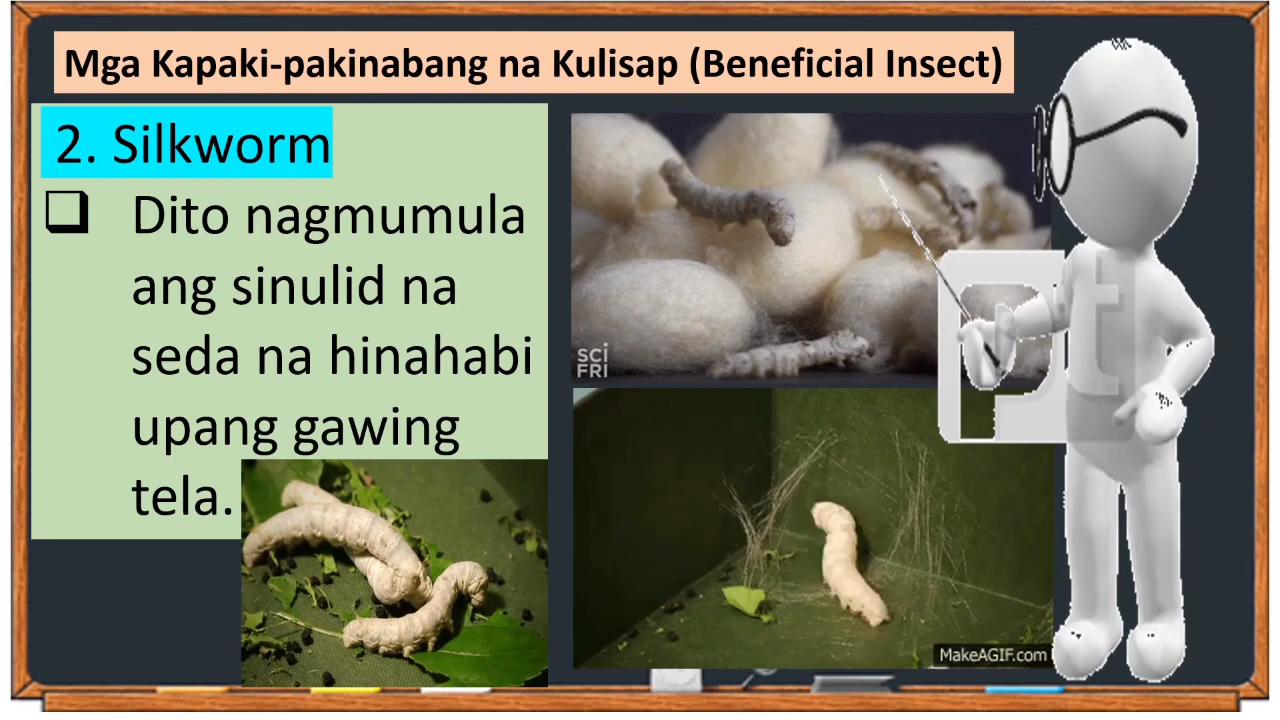 Mga Kapaki-pakinabang na Kulisap (Beneficial Insect)
2. Silkworm
Dito nagmumula
ang sinulid na
seda na hinahabi
upang gawing
tela.
SCI
FRI
Pt
MakeAGIF.com